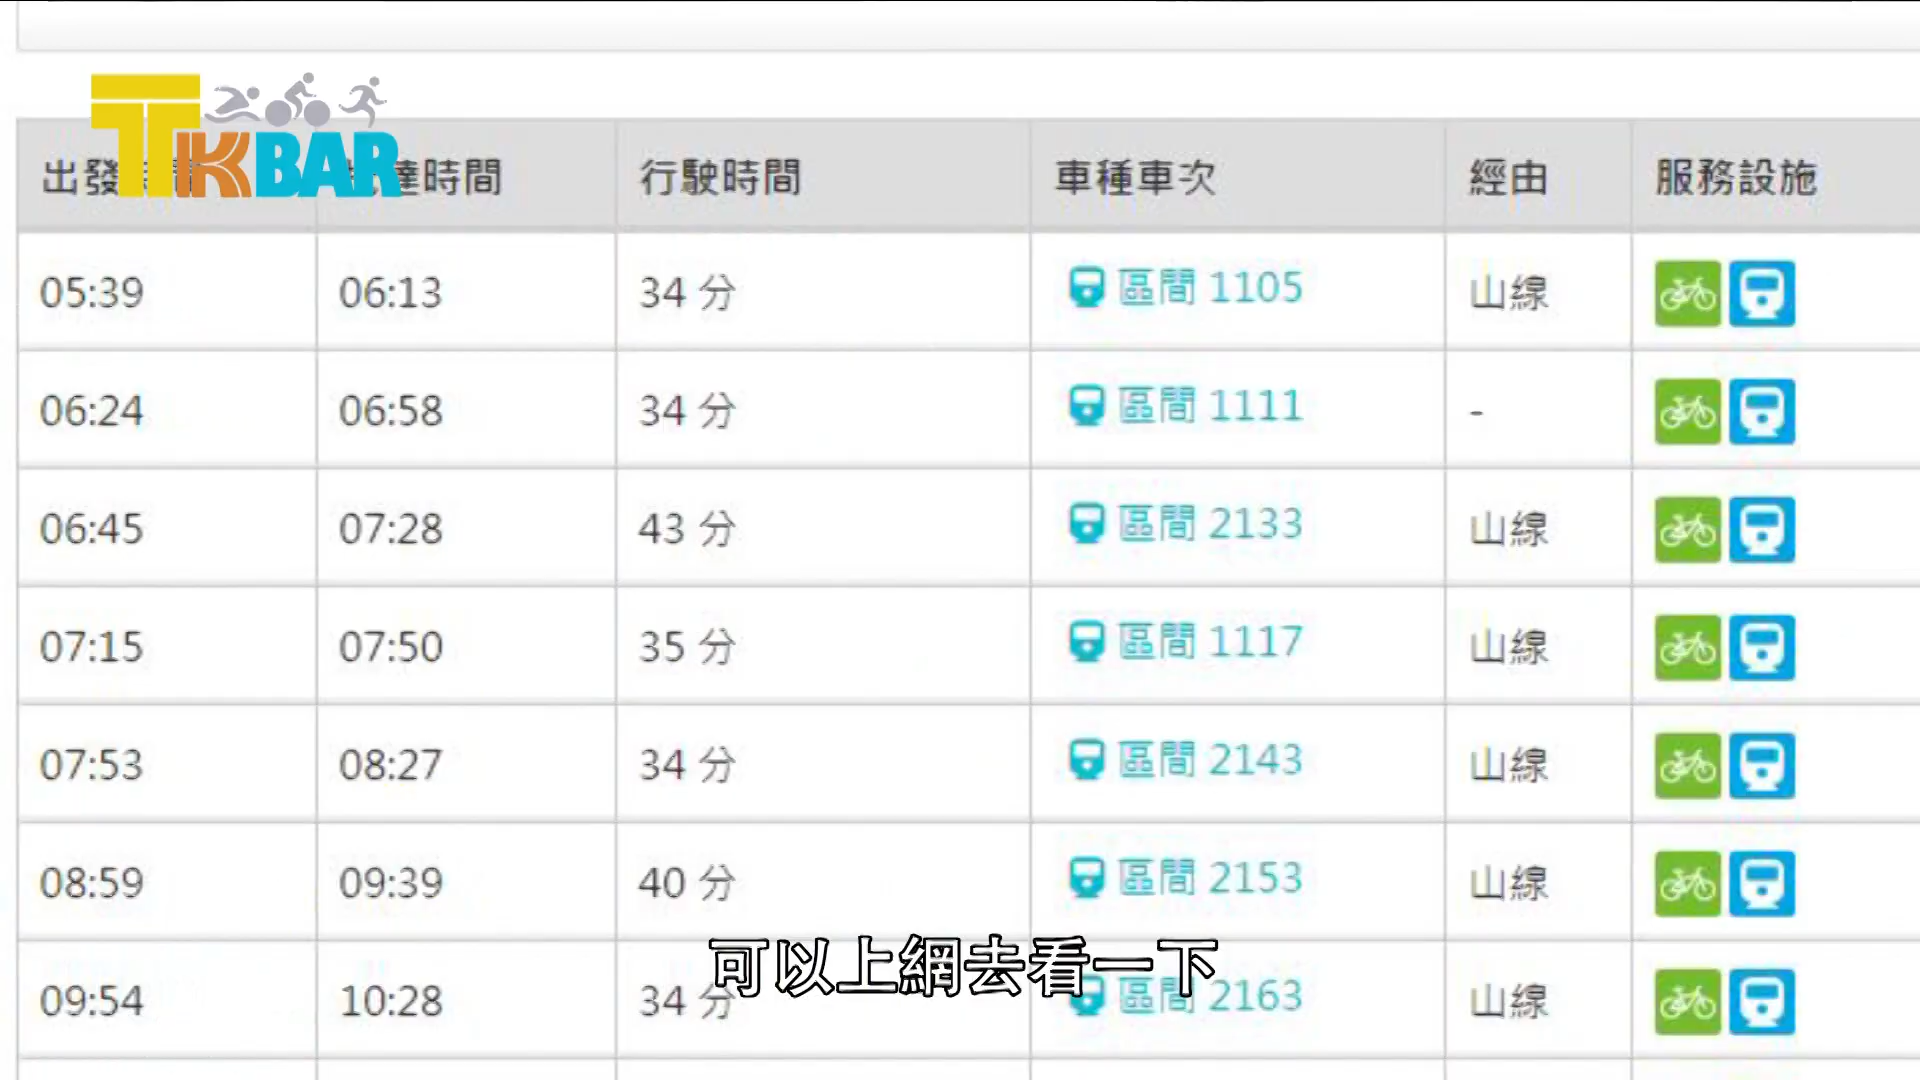 TTKBAR
出發 達時間 行駛時間 車種車次 經由 服務設施
05:39 06:13 34 分 區間 1105 山線
06:24 06:58 34 分 區間 1111 -
06:45 07:28 43 分 區間 2133 山線
07:15 07:50 35 分 區間 1117 山線
07:53 08:27 34 分 區間 2143 山線
08:59 09:39 40 分 區間 2153 山線
09:54 10:28 34 分 區間 2163 山線
可以上網去看一下